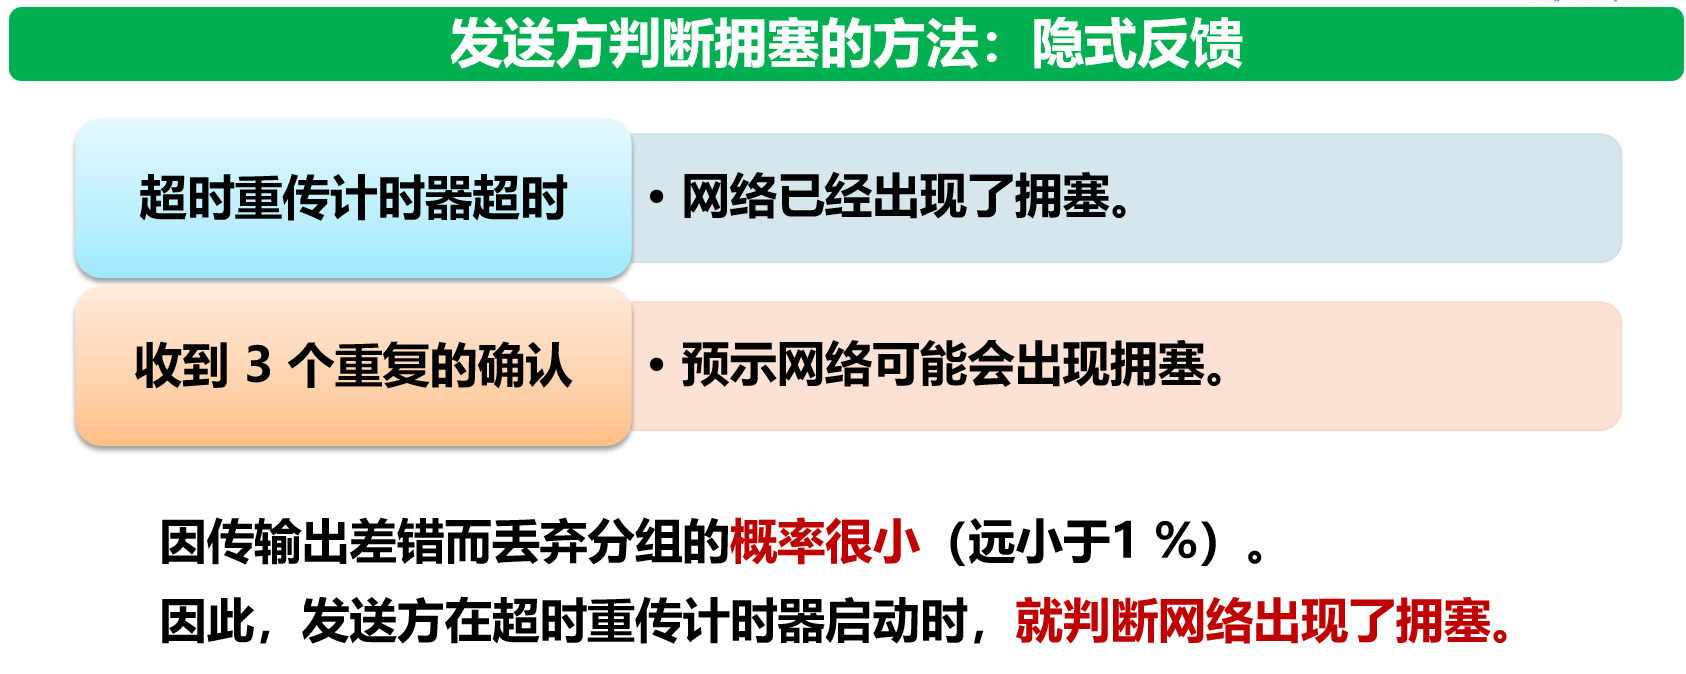 发送方判断拥塞的方法：隐式反馈
超时重传计时器超时
• 网络已经出现了拥塞。
收到 3 个重复的确认
• 预示网络可能会出现拥塞。
因传输出差错而丢弃分组的概率很小（远小于1 %）。
因此，发送方在超时重传计时器启动时，就判断网络出现了拥塞。